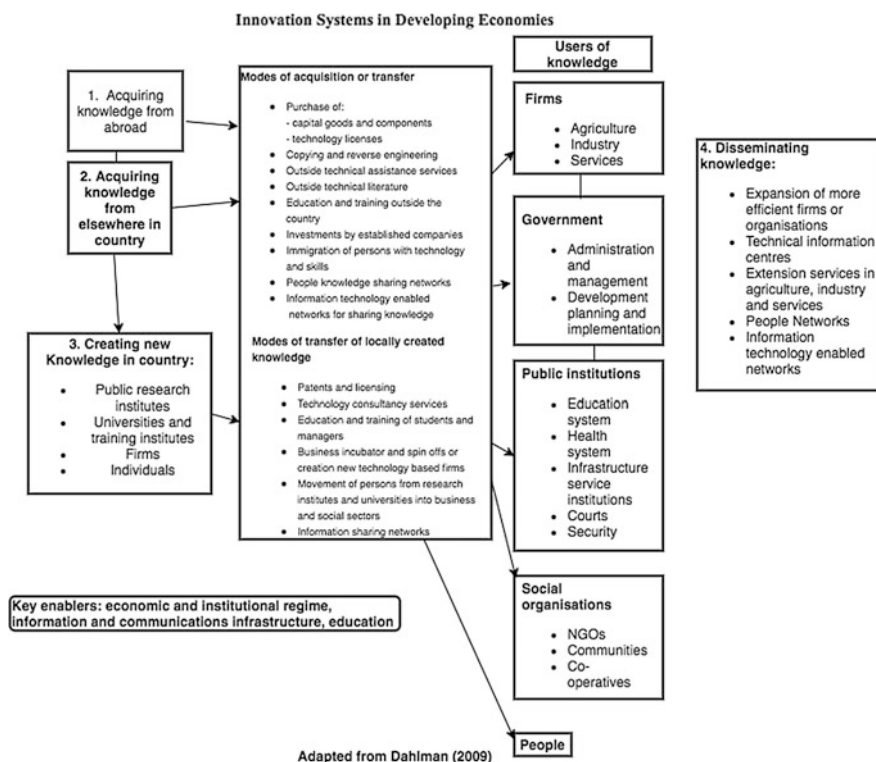 Innovation Systems in Developing Economies
1. Acquiring
knowledge from
abroad
2. Acquiring
knowledge
from
elsewhere in
country
3. Creating new
Knowledge in country:
• Public research
institutes
• Universities and
training institutes
• Firms
• Individuals
Modes of acquisition or transfer
• Purchase of:
- capital goods and components
- technology licenses
• Copying and reverse engineering
• Outside technical assistance services
• Outside technical literature
• Education and training outside the
country
• Investments by established companies
• Immigration of persons with technology
and skills
• People knowledge sharing networks
• Information technology enabled
networks for sharing knowledge
Modes of transfer of locally created
knowledge
• Patents and licensing
• Technology consultancy services
• Education and training of students and
managers
• Business incubator and spin offs or
creation new technology based firms
• Movement of persons from research
institutes and universities into business
and social sectors
• Information sharing networks
Users of
knowledge
Firms
• Agriculture
• Industry
• Services
Government
• Administration
and
management
• Development
planning and
implementation
Public institutions
• Education
system
• Health
system
• Infrastructure
service
institutions
• Courts
• Security
Social
organisations
• NGOs
• Communities
• Co-
operatives
People
4. Disseminating
knowledge:
• Expansion of more
efficient firms or
organisations
• Technical information
centres
• Extension services in
agriculture, industry
and services
• People Networks
• Information
technology enabled
networks
Key enablers: economic and institutional regime,
information and communications infrastructure, education
Adapted from Dahlman (2009)